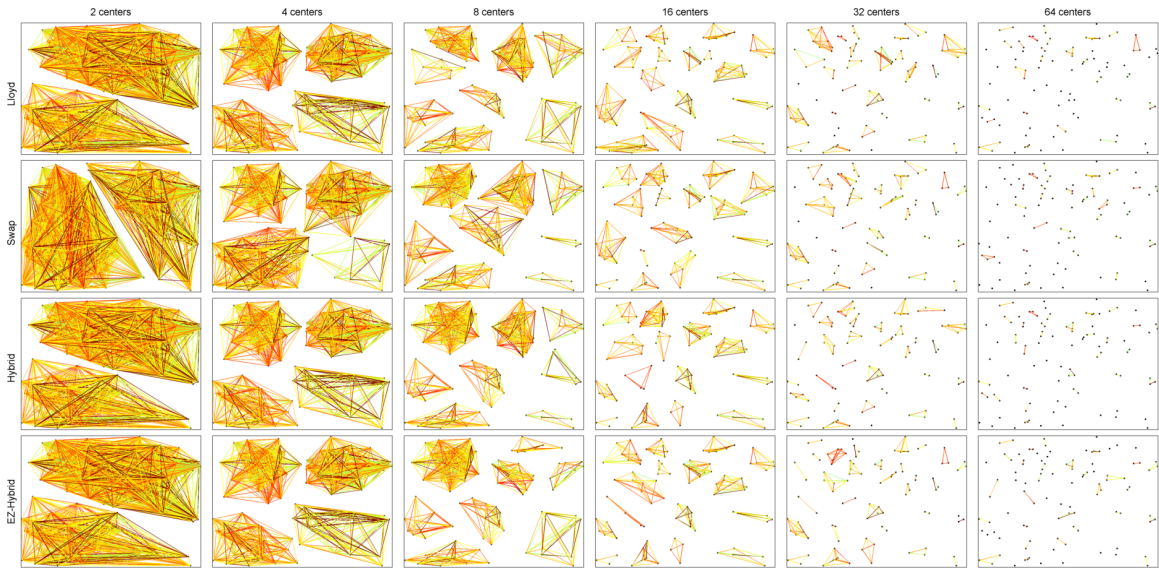 2 centers
4 centers
8 centers
16 centers
32 centers
64 centers
Lloyd
Swap
Hybrid
EZ-Hybrid